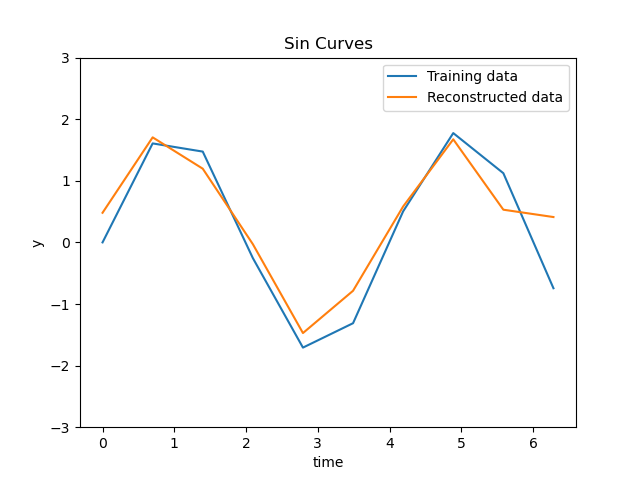 Sin Curves
Training data
Reconstructed data
3
2
1
0
−1
−2
−3
y
0 1 2 3 4 5 6
time